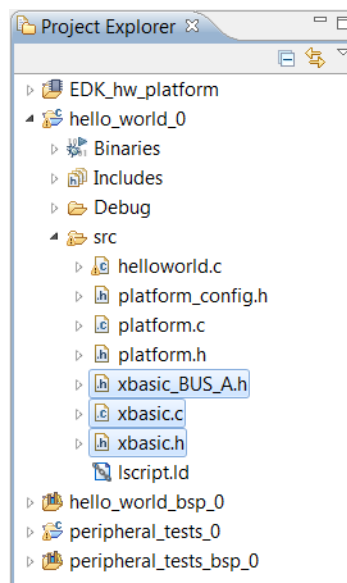 Project Explorer
EDK_hw_platform
hello_world_0
Binaries
Includes
Debug
src
helloworld.c
platform_config.h
platform.c
platform.h
xbasic_BUS_A.h
xbasic.c
xbasic.h
lscript.ld
hello_world_bsp_0
peripheral_tests_0
peripheral_tests_bsp_0